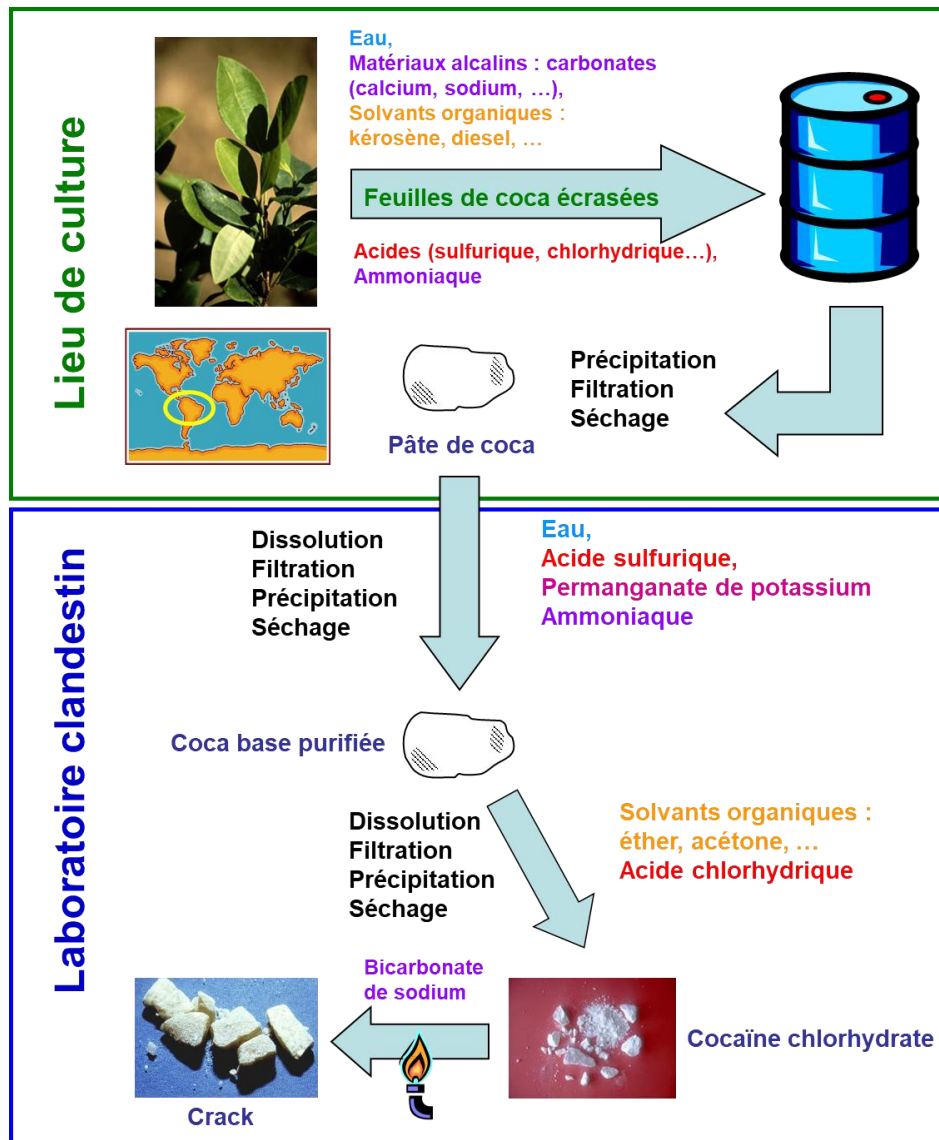 Lieu de culture
Eau,
Matériaux alcalins : carbonates
(calcium, sodium, …),
Solvants organiques :
kérosène, diesel, …
Feuilles de coca écrasées
Acides (sulfurique, chlorhydrique…),
Ammoniaque
Précipitation
Filtration
Séchage
Pâte de coca
Laboratoire clandestin
Dissolution
Filtration
Précipitation
Séchage
Eau,
Acide sulfurique,
Permanganate de potassium
Ammoniaque
Coca base purifiée
Dissolution
Filtration
Précipitation
Séchage
Solvants organiques :
éther, acétone, …
Acide chlorhydrique
Bicarbonate
de sodium
Cocaïne chlorhydrate
Crack